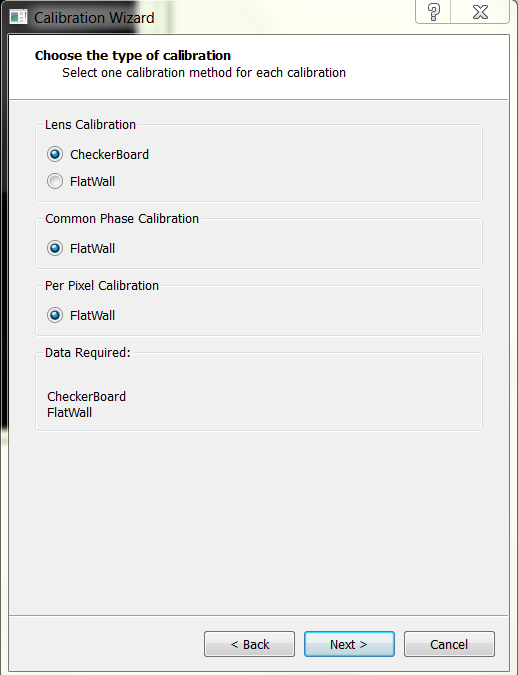 Calibration Wizard
Choose the type of calibration
Select one calibration method for each calibration
Lens Calibration
CheckerBoard
FlatWall
Common Phase Calibration
FlatWall
Per Pixel Calibration
FlatWall
Data Required:
CheckerBoard
FlatWall
< Back Next > Cancel